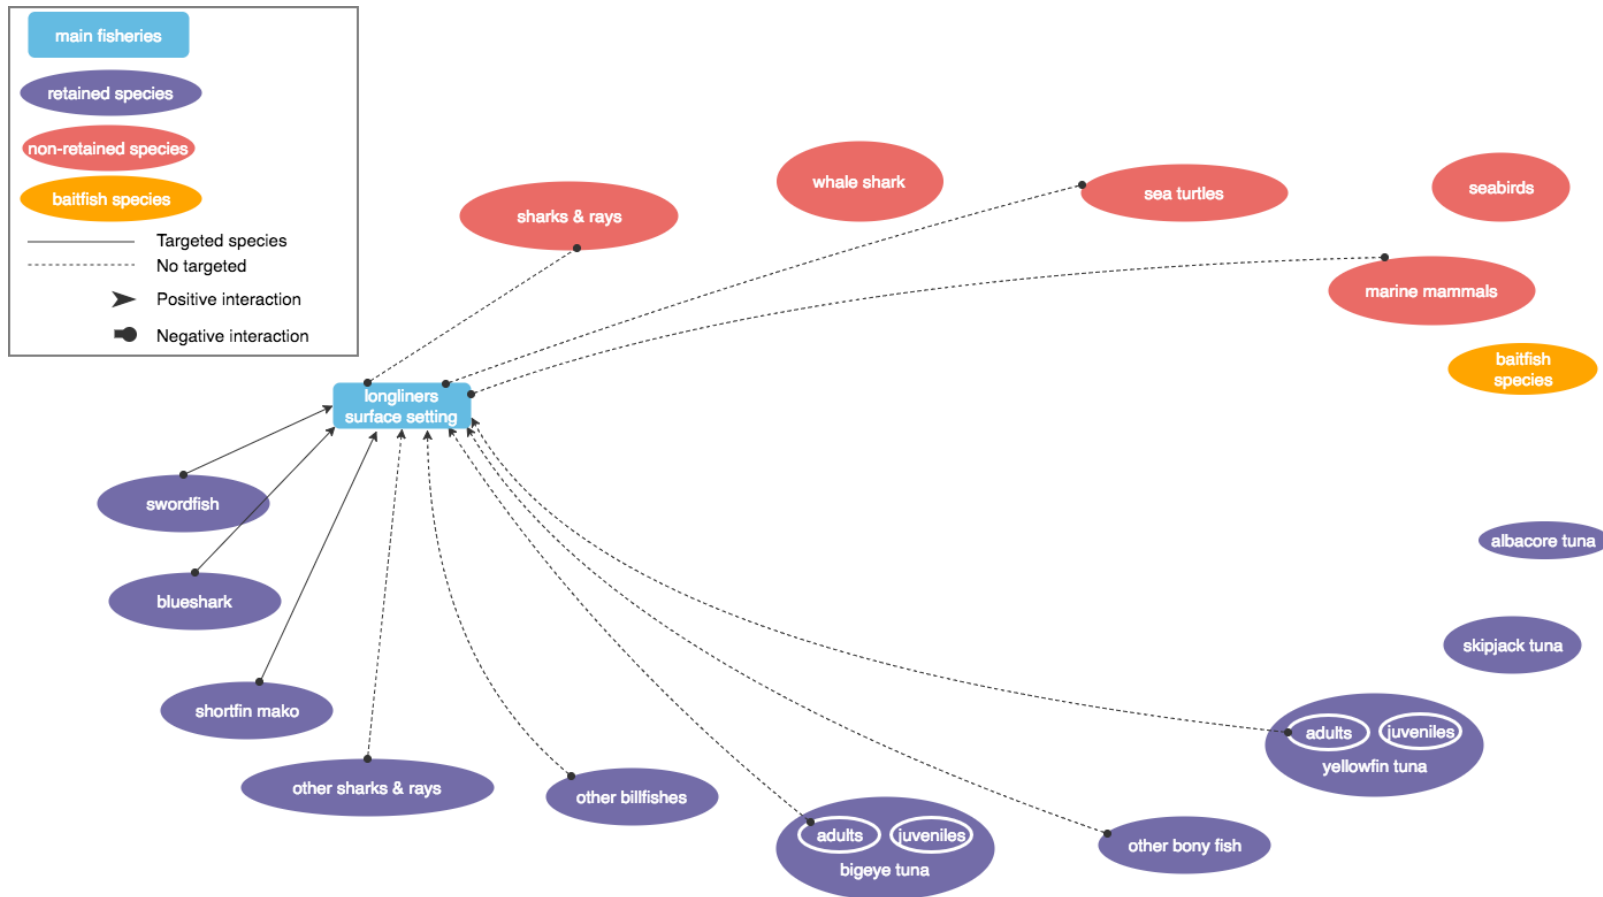 main fisheries
retained species
non-retained species
baitfish species
Targeted species
No targeted
Positive interaction
Negative interaction
whale shark
sea turtles
seabirds
sharks & rays
marine mammals
baitfish
species
longliners
surface setting
swordfish
albacore tuna
blueshark
skipjack tuna
shortfin mako
adults
juveniles
yellowfin tuna
other sharks & rays
other billfishes
adults
juveniles
bigeye tuna
other bony fish